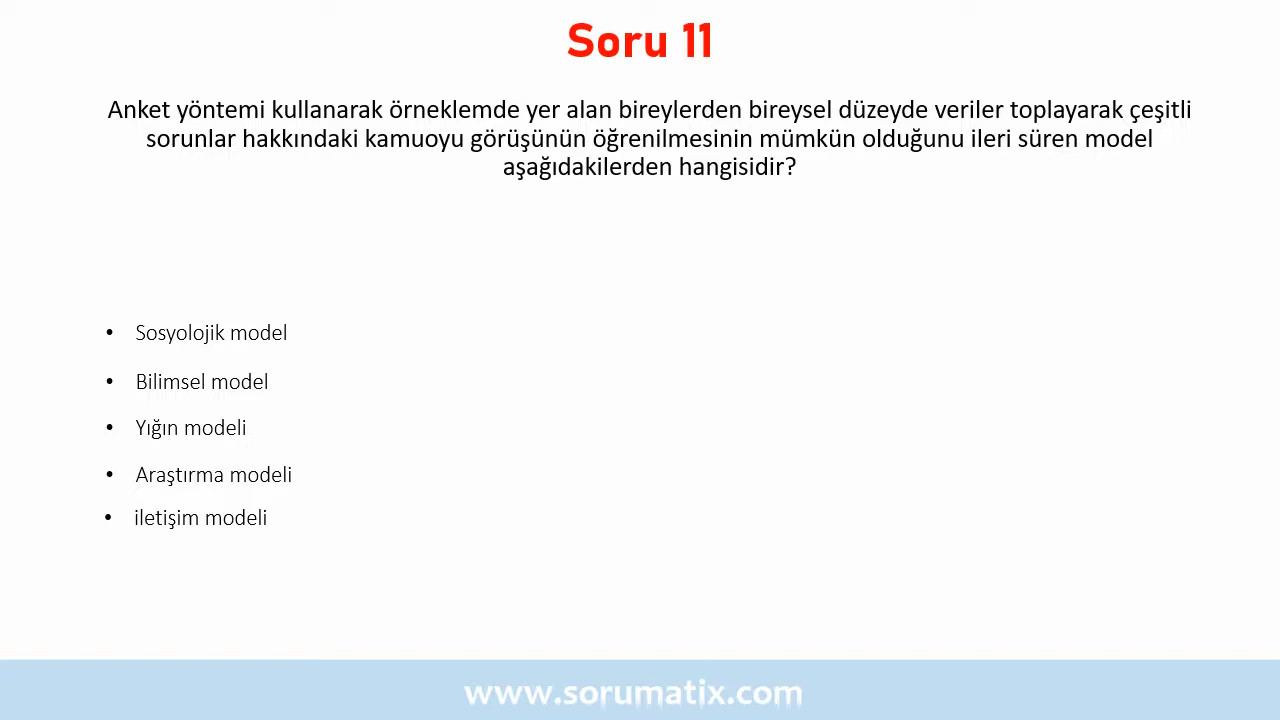 Soru 11
Anket yöntemi kullanarak örneklemde yer alan bireylerden bireysel düzeyde veriler toplayarak çeşitli
sorunlar hakkındaki kamuoyu görüşünün öğrenilmesinin mümkün olduğunu ileri süren model
aşağıdakilerden hangisidir?
• Sosyolojik model
• Bilimsel model
• Yığın modeli
• Araştırma modeli
• iletişim modeli
www.sorumatix.com